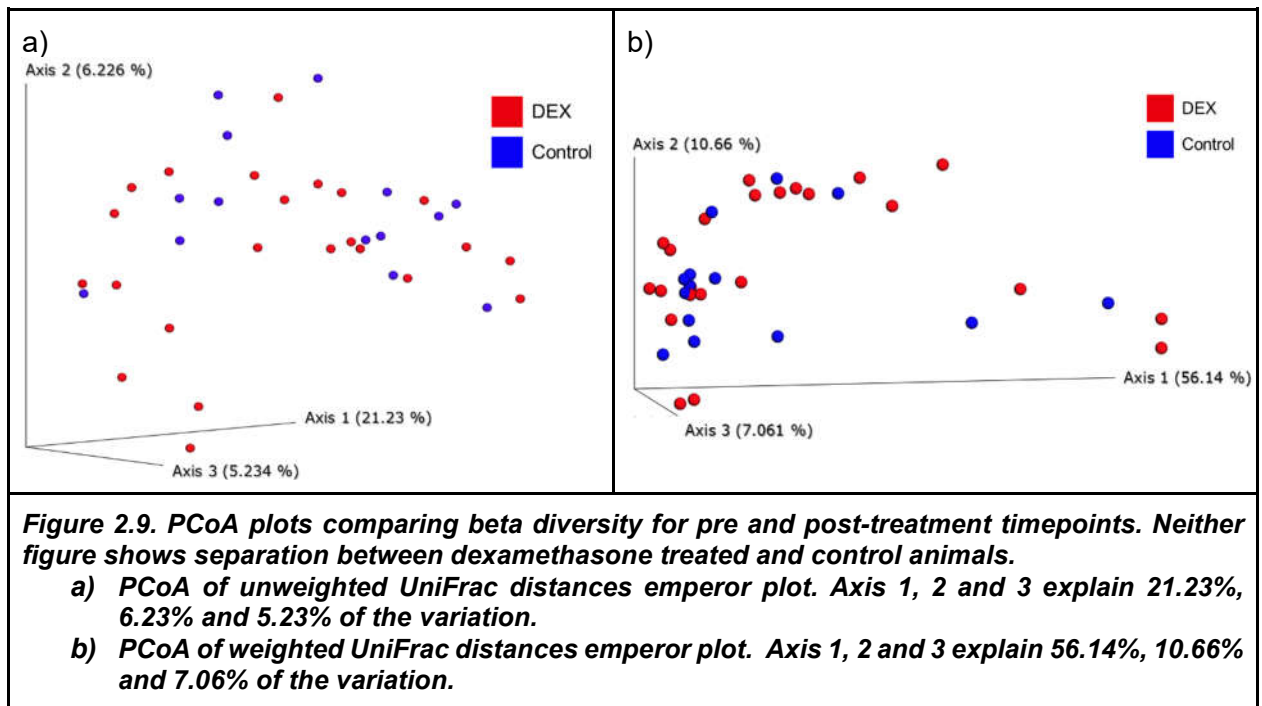 a)
Axis 2 (6.226 %)
DEX
Control
Axis 1 (21.23 %)
Axis 3 (5.234 %)
b)
DEX
Control
Axis 2 (10.66 %)
Axis 1 (56.14 %)
Axis 3 (7.061 %)
Figure 2.9. PCoA plots comparing beta diversity for pre and post-treatment timepoints. Neither
figure shows separation between dexamethasone treated and control animals.
a) PCoA of unweighted UniFrac distances emperor plot. Axis 1, 2 and 3 explain 21.23%,
6.23% and 5.23% of the variation.
b) PCoA of weighted UniFrac distances emperor plot. Axis 1, 2 and 3 explain 56.14%, 10.66%
and 7.06% of the variation.